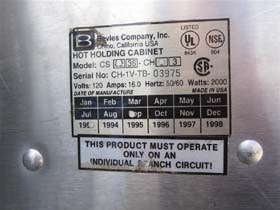 B Bevles Company, Inc.
Chino, California USA
HOT HOLDING CABINET
Model: CS -CH
Serial No: CH-1V-TB- 03975
Volts: 120 Amps: 16.0 Hertz: 50/60 Watts: 2000
DATE OF MANUFACTURE MADE IN USA
LISTED
UL
NSF
SA
Jan Feb Mar Apr May Jun
Jul Aug Sep Oct Nov Dec
1994 1995 1996 1997 1998
THIS PRODUCT MUST OPERATE
ONLY ON AN
INDIVIDUAL BRANCH CIRCUIT!